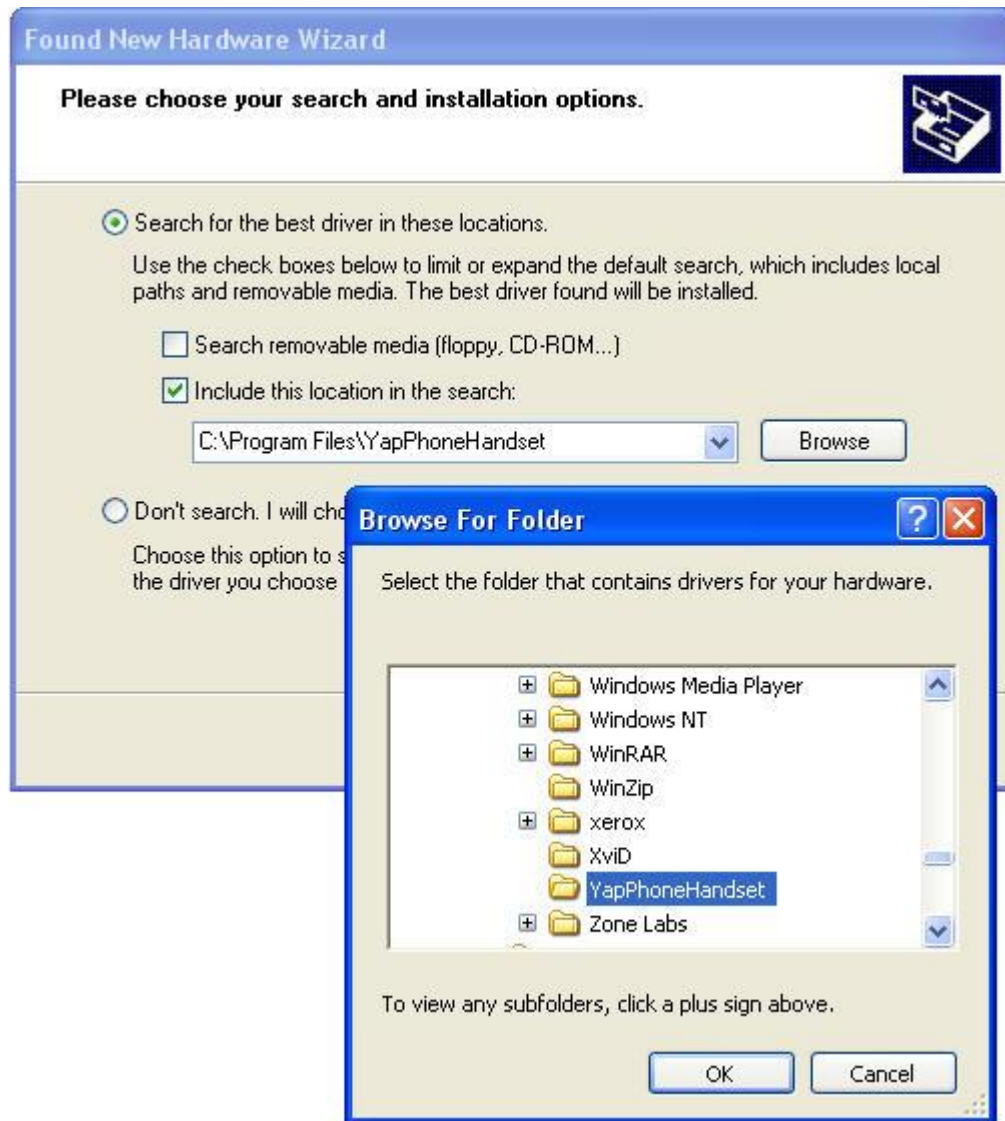 Found New Hardware Wizard
Please choose your search and installation options.
Search for the best driver in these locations.
Use the check boxes below to limit or expand the default search, which includes local
paths and removable media. The best driver found will be installed.
Search removable media (floppy, CD-ROM...)
Include this location in the search:
C:\Program Files\YapPhoneHandset
Browse
Don't search. I will cho
Choose this option to s
the driver you choose
Browse For Folder
Select the folder that contains drivers for your hardware.
Windows Media Player
Windows NT
WinRAR
WinZip
xerox
XviD
YapPhoneHandset
Zone Labs
To view any subfolders, click a plus sign above.
OK
Cancel